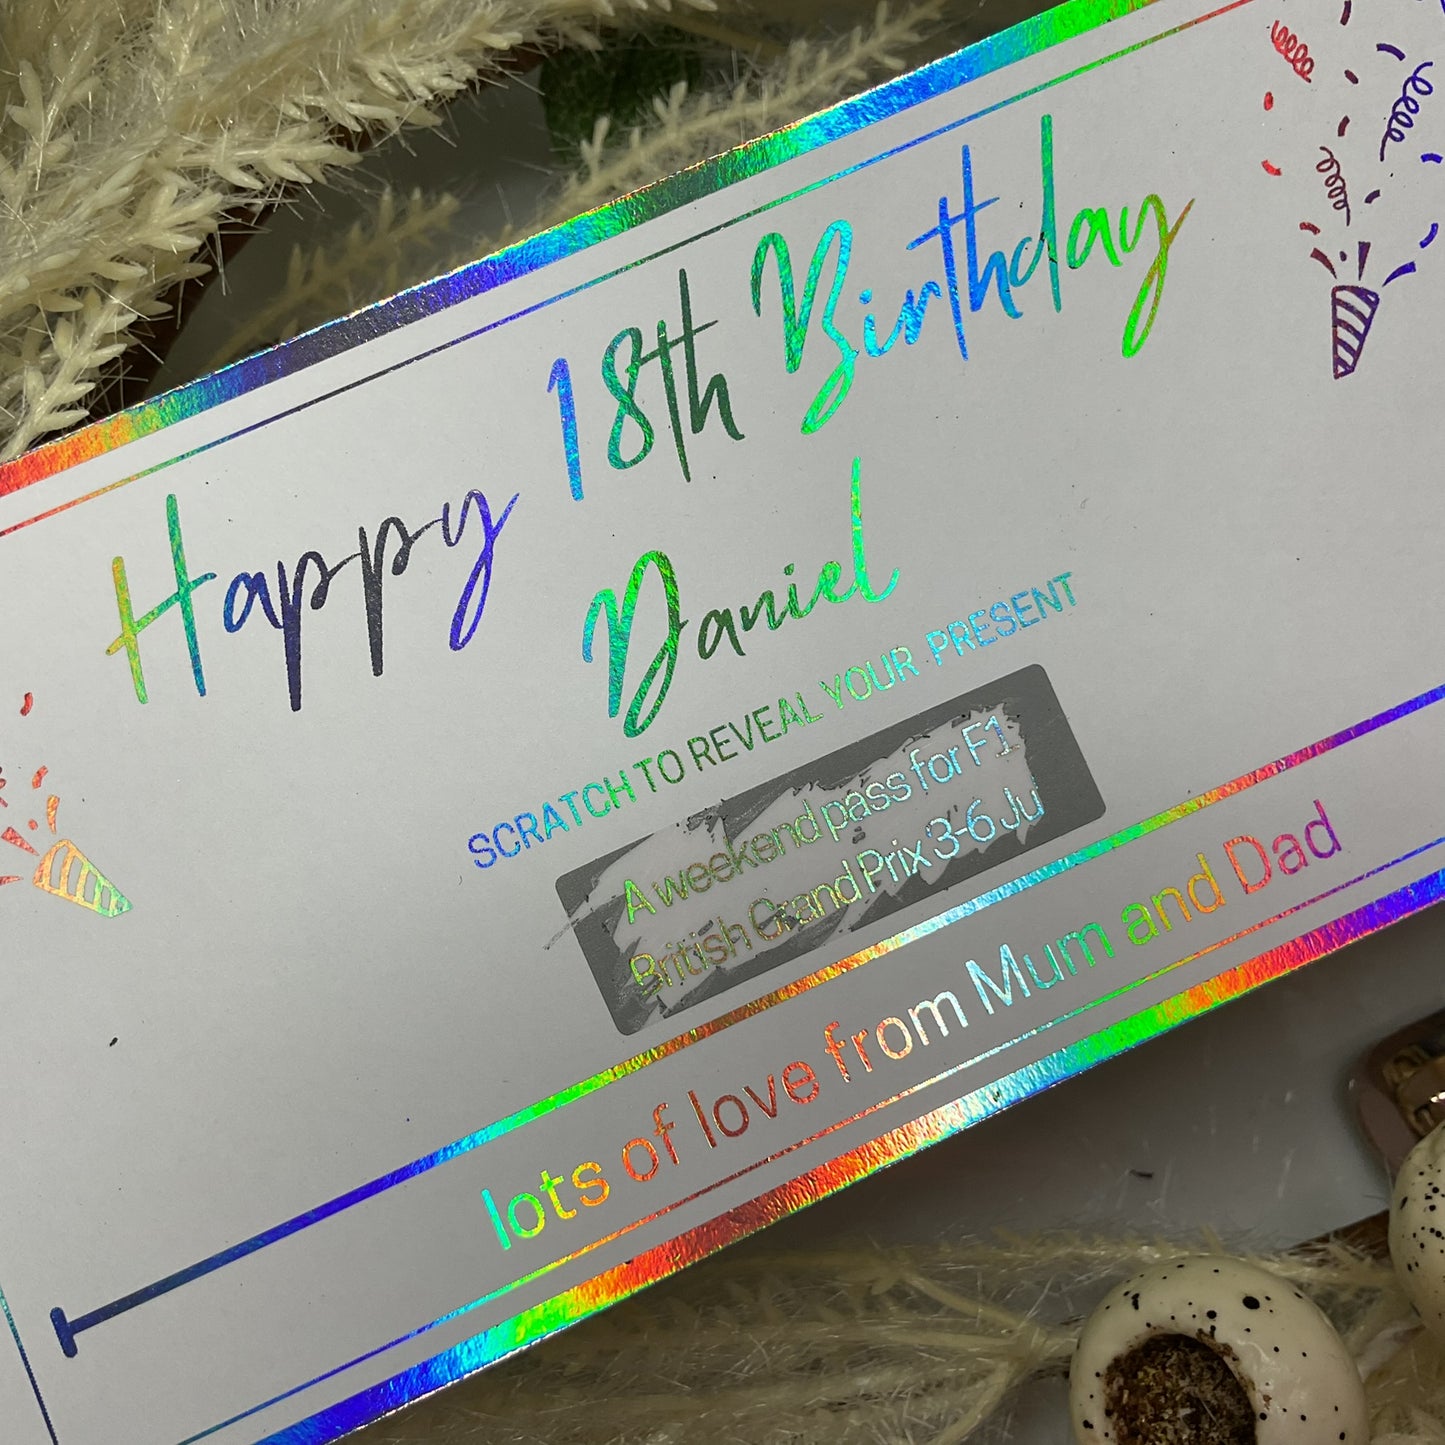 Happy 18th Birthday
Daniel
SCRATCH TO REVEAL YOUR PRESENT
A weekend pass for F1
British Grand Prix 3-6 Ju
lots of love from Mum and Dad